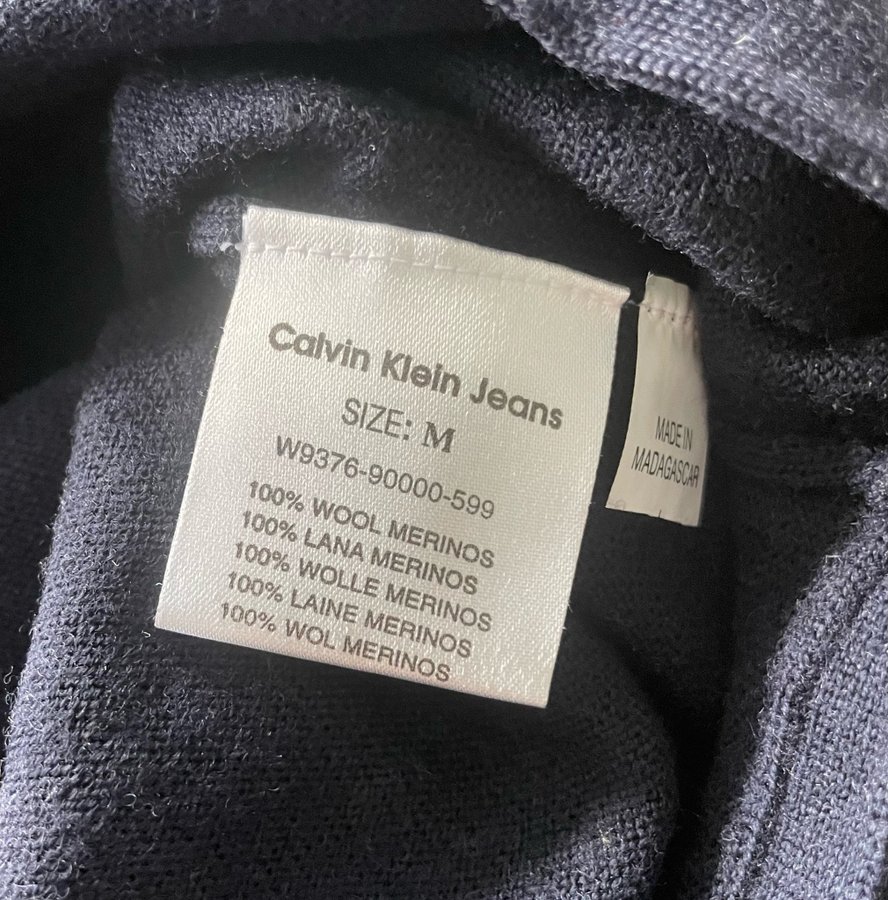 Calvin Klein Jeans
SIZE: M
W9376-90000-599
100% WOOL MERINOS
100% LANA MERINOS
100% WOLLE MERINOS
100% LAINE MERINOS
100% WOL MERINOS
MADE IN
MADAGASCAR